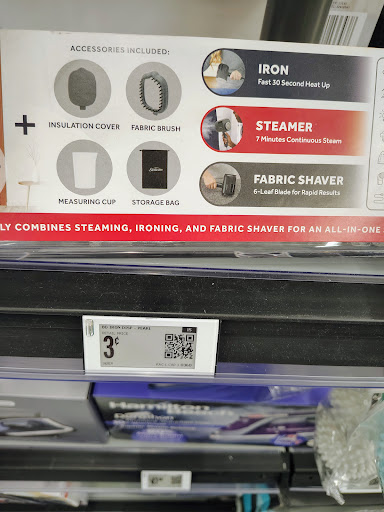 ACCESSORIES INCLUDED:
INSULATION COVER
FABRIC BRUSH
MEASURING CUP
STORAGE BAG
+
IRON
Fast 30 Second Heat Up
STEAMER
7 Minutes Continuous Steam
FABRIC SHAVER
6-Leaf Blade for Rapid Results
LY COMBINES STEAMING, IRONING, AND FABRIC SHAVER FOR AN ALL-IN-ONE
3¢
Hamilton